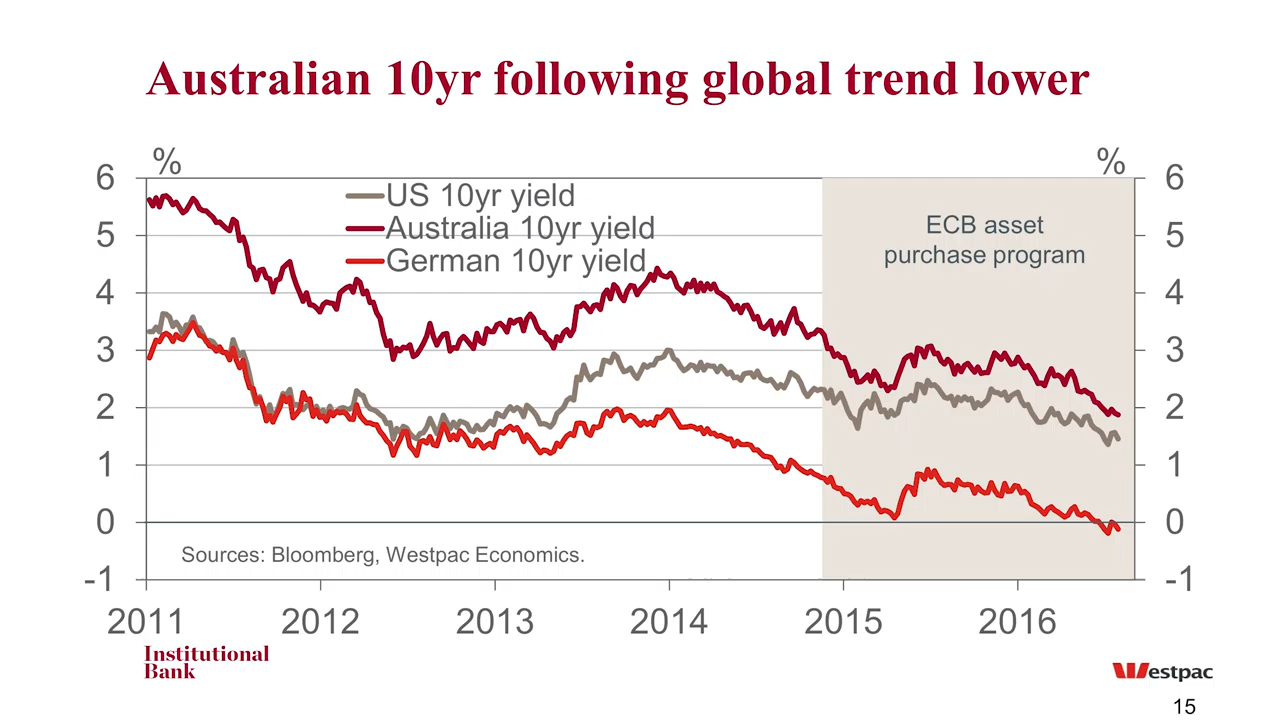 Australian 10yr following global trend lower
% %
6 6
5 5
4 4
3 3
2 2
1 1
0 0
-1 -1
US 10yr yield
Australia 10yr yield
German 10yr yield
ECB asset
purchase program
Sources: Bloomberg, Westpac Economics.
2011 2012 2013 2014 2015 2016
Institutional
Bank
Westpac
15